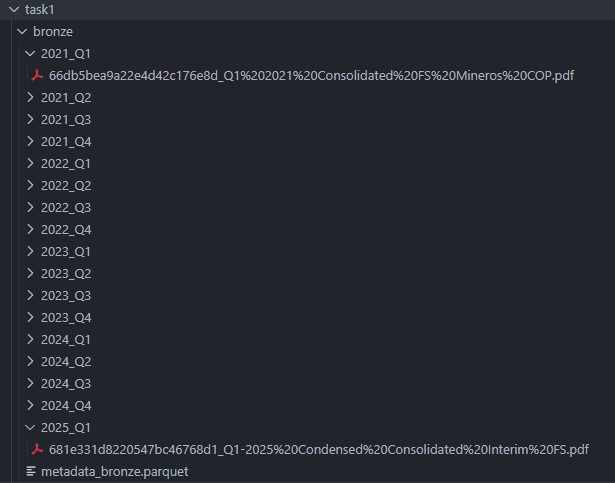 task1
bronze
2021_Q1
66db5bea9a22e4d42c176e8d_Q1%202021%20Consolidated%20FS%20Mineros%20COP.pdf
2021_Q2
2021_Q3
2021_Q4
2022_Q1
2022_Q2
2022_Q3
2022_Q4
2023_Q1
2023_Q2
2023_Q3
2023_Q4
2024_Q1
2024_Q2
2024_Q3
2024_Q4
2025_Q1
681e331d8220547bc46768d1_Q1-2025%20Condensed%20Consolidated%20Interim%20FS.pdf
metadata_bronze.parquet